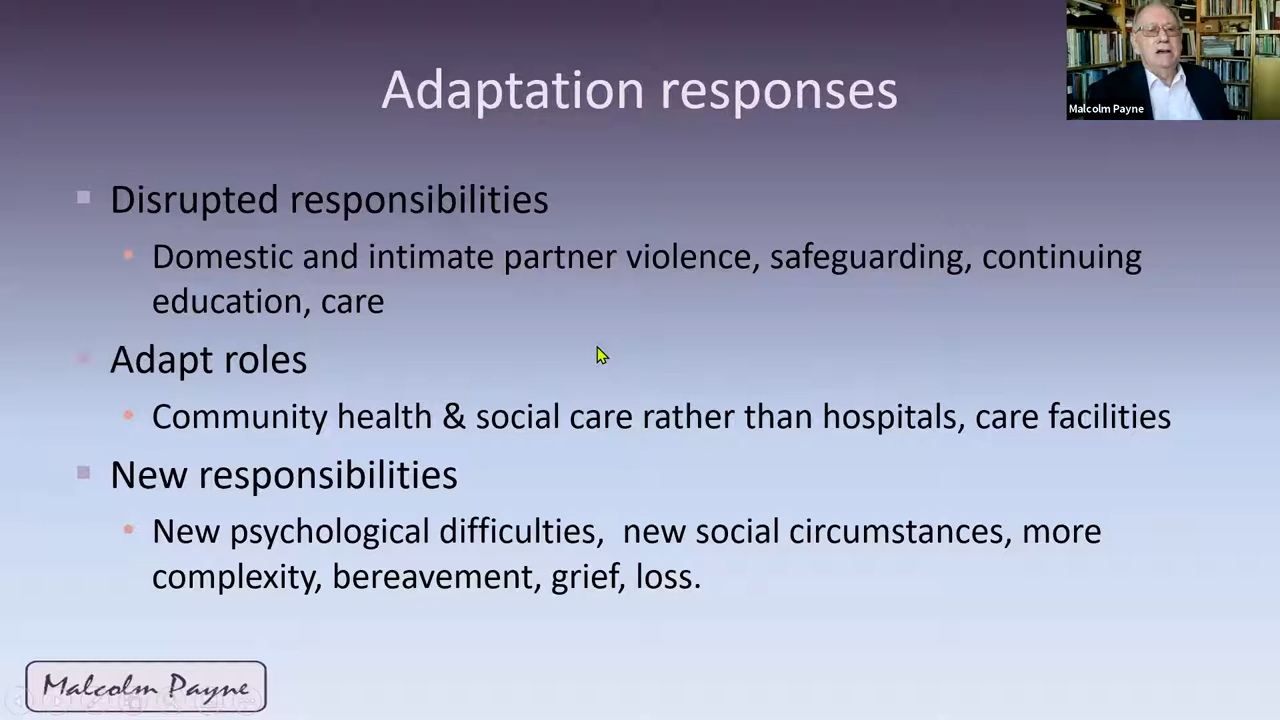 Adaptation responses
Malcolm Payne
Disrupted responsibilities
Domestic and intimate partner violence, safeguarding, continuing
education, care
Adapt roles
Community health & social care rather than hospitals, care facilities
New responsibilities
New psychological difficulties,  new social circumstances, more
complexity, bereavement, grief, loss.
Malcolm Payne